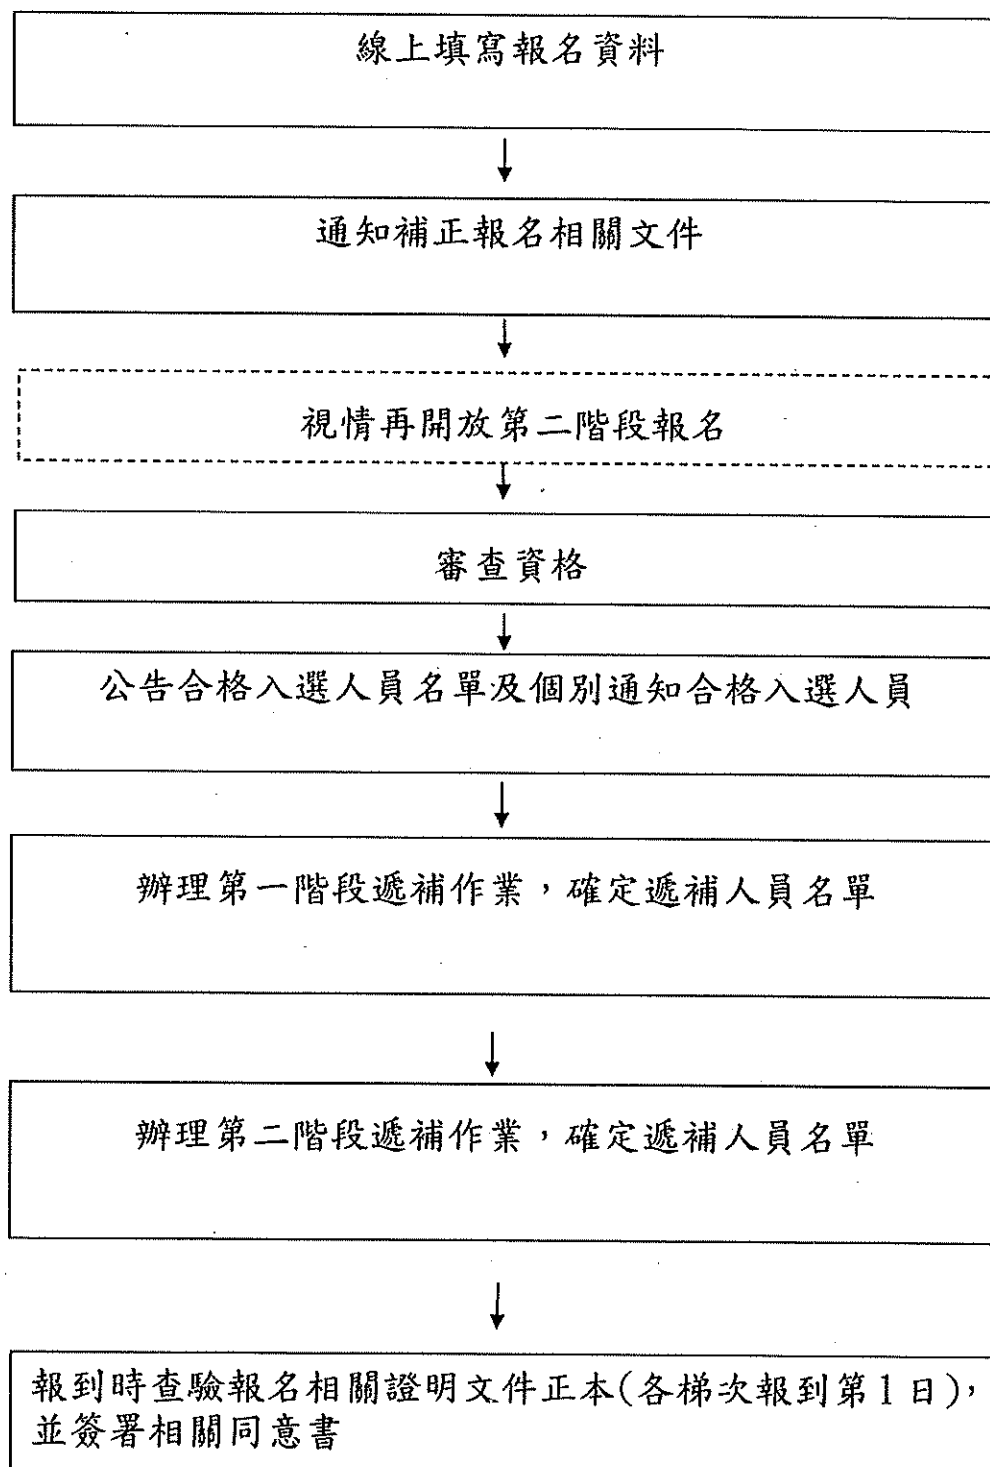 線上填寫報名資料
通知補正報名相關文件
視情再開放第二階段報名
審查資格
公告合格入選人員名單及個別通知合格入選人員
辦理第一階段遞補作業，確定遞補人員名單
辦理第二階段遞補作業，確定遞補人員名單
報到時查驗報名相關證明文件正本(各梯次報到第1日)，
並簽署相關同意書